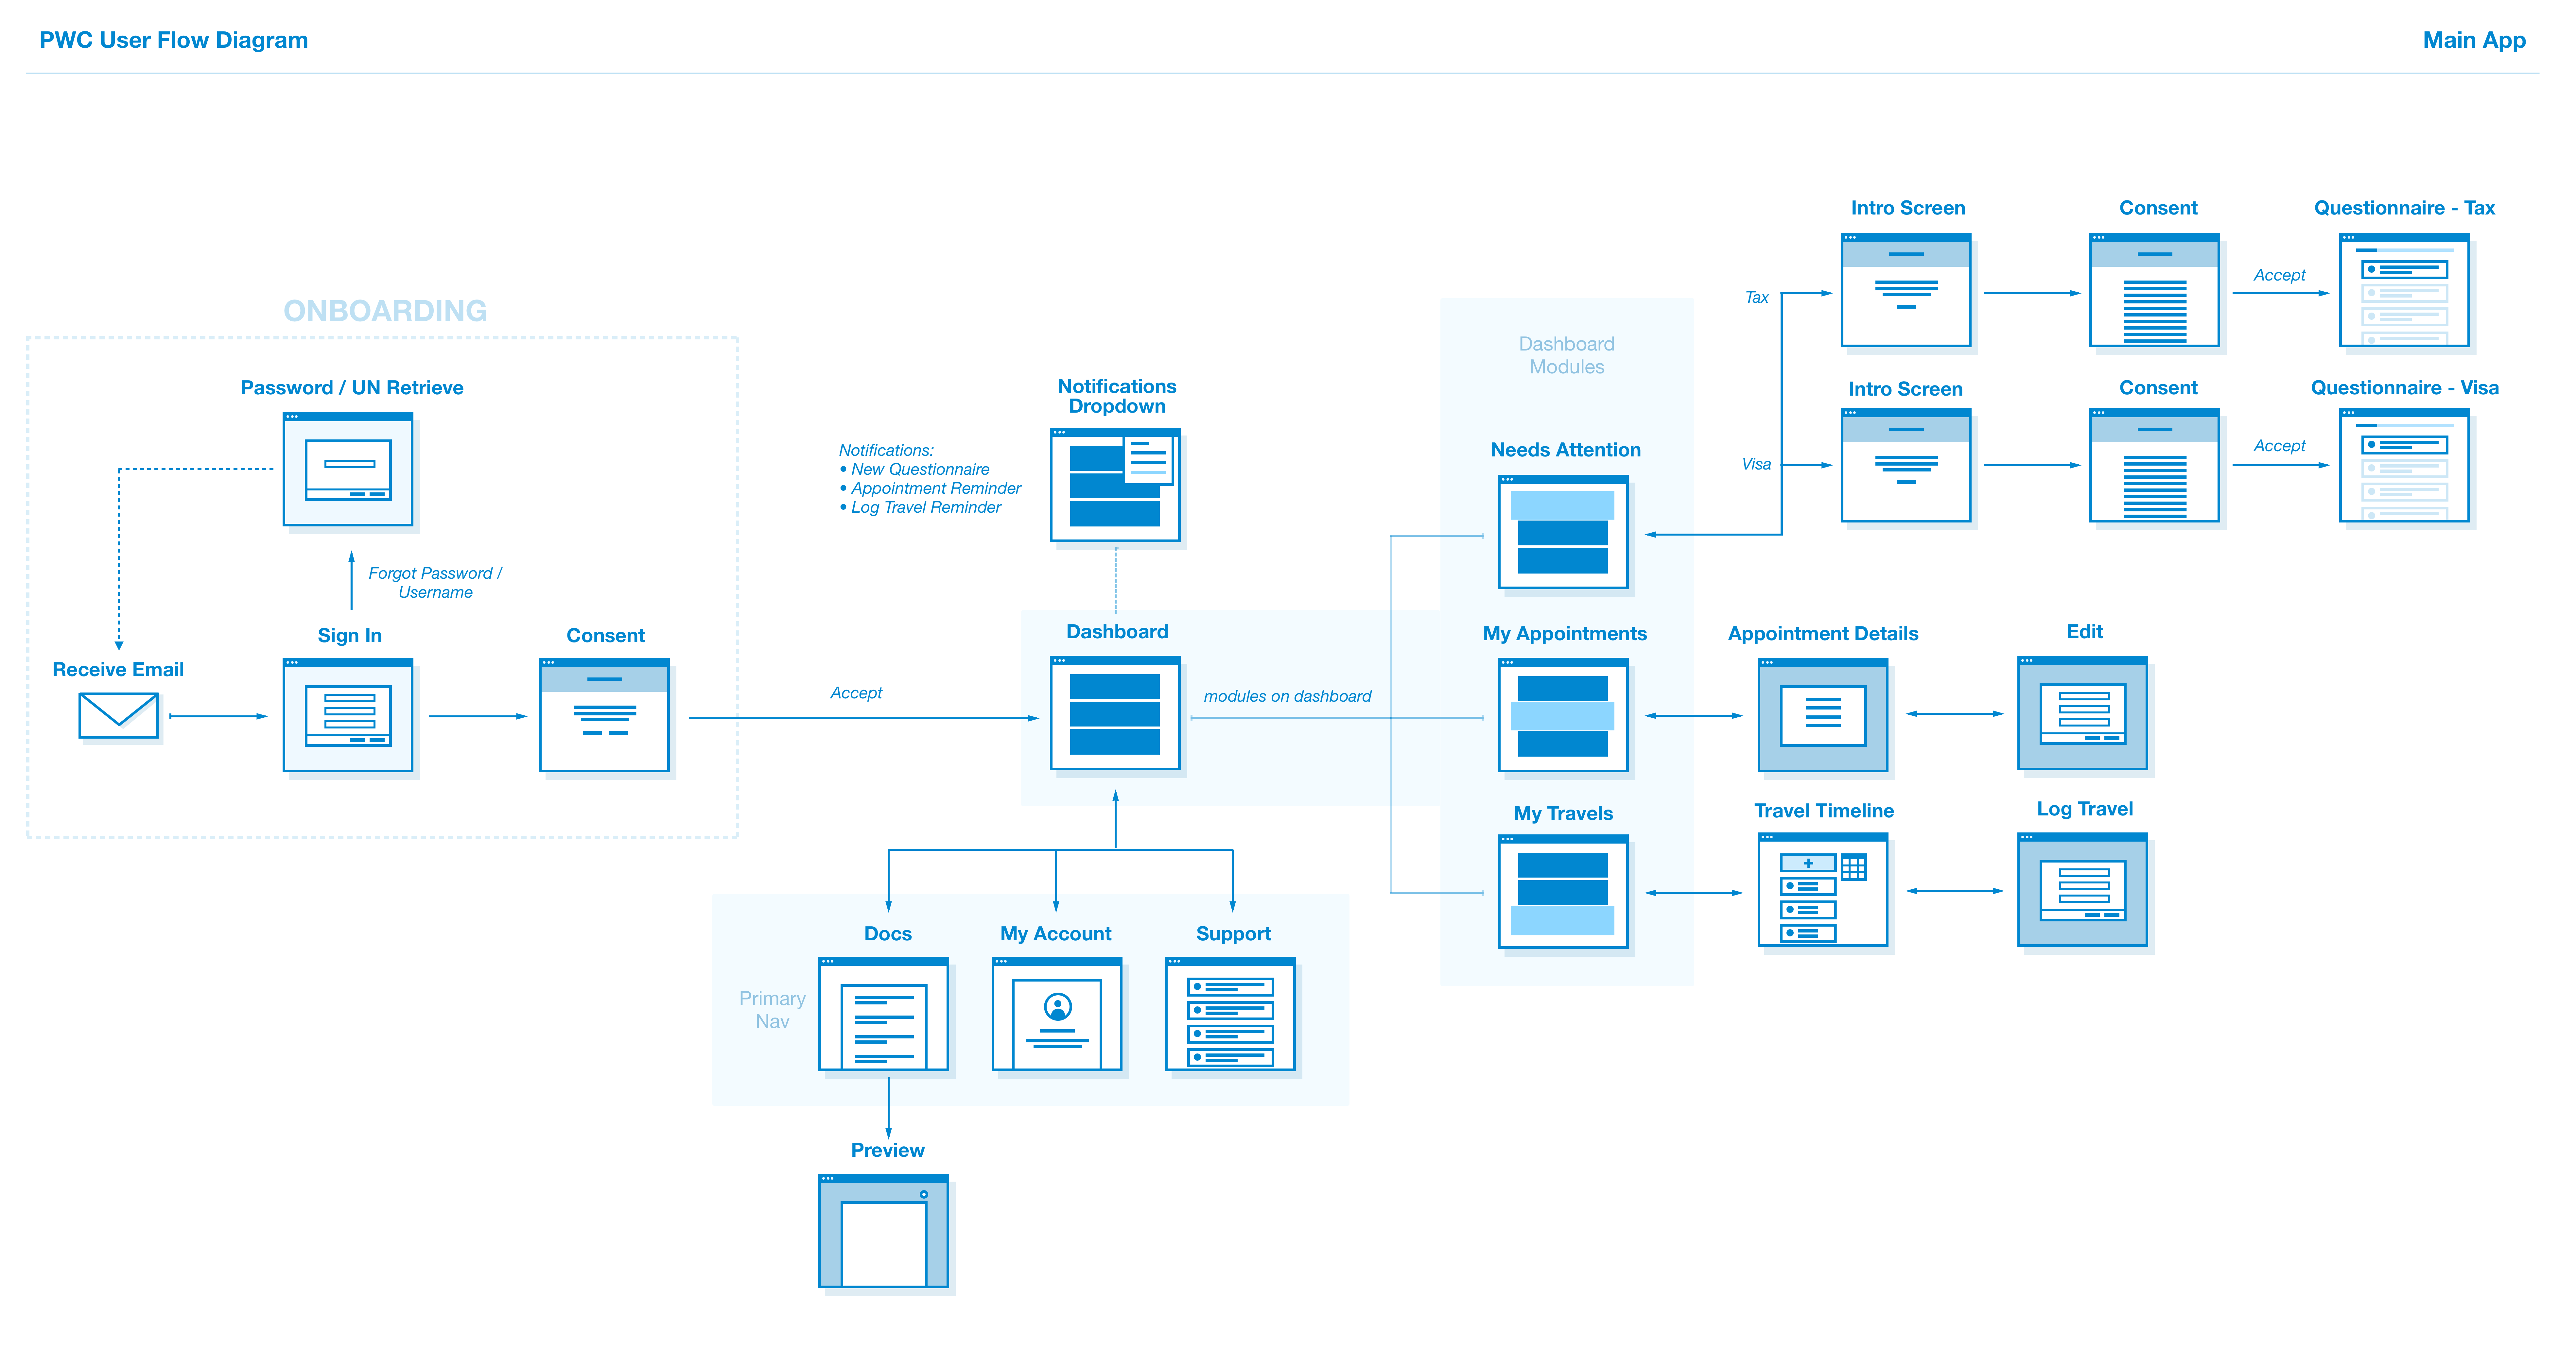 PWC User Flow Diagram
Main App
ONBOARDING
Password / UN Retrieve
Forgot Password /
Username
Receive Email
Sign In
Consent
Accept
Notifications
Dropdown
Notifications:
• New Questionnaire
• Appointment Reminder
• Log Travel Reminder
Dashboard
modules on dashboard
Primary
Nav
Docs
My Account
Support
Preview
Dashboard
Modules
Needs Attention
My Appointments
My Travels
Tax
Visa
Intro Screen
Consent
Accept
Questionnaire - Tax
Intro Screen
Consent
Accept
Questionnaire - Visa
Appointment Details
Edit
Travel Timeline
Log Travel